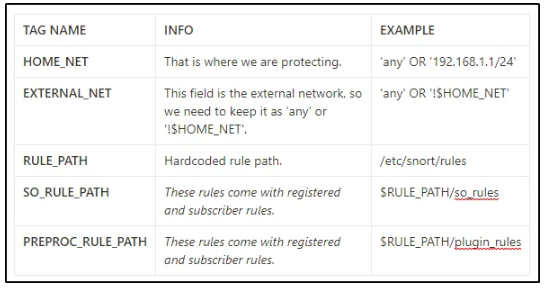 TAG NAME INFO EXAMPLE
HOME_NET That is where we are protecting. 'any' OR '192.168.1.1/24'
EXTERNAL_NET This field is the external network, so 'any' OR '!$HOME_NET'
we need to keep it as 'any' or
'!$HOME_NET'.
RULE_PATH Hardcoded rule path. /etc/snort/rules
SO_RULE_PATH These rules come with registered $RULE_PATH/so_rules
and subscriber rules.
PREPROC_RULE_PATH These rules come with registered $RULE_PATH/plugin_rules
and subscriber rules.